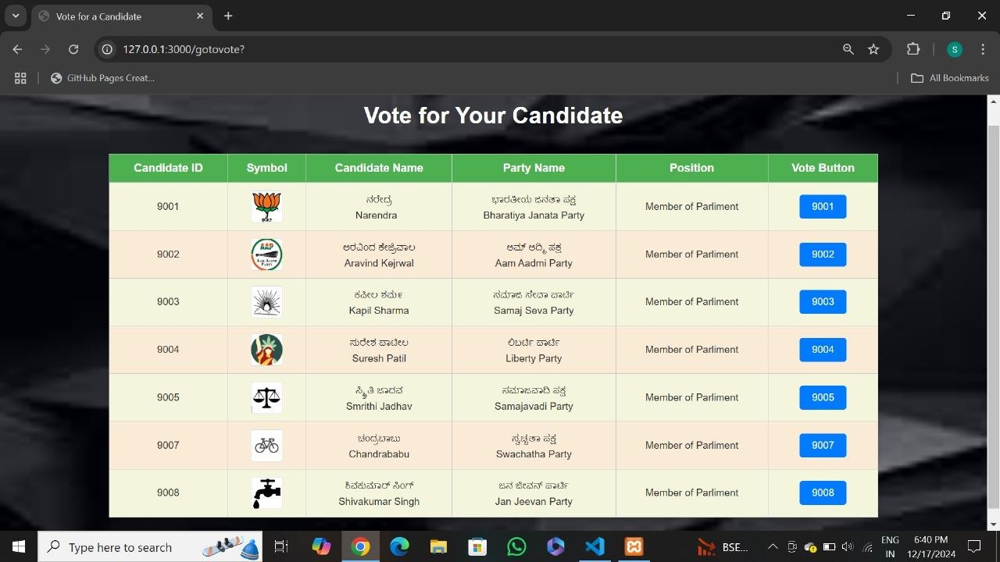 Vote for a Candidate
127.0.0.1:3000/gotovote?
S
GitHub Pages Creat...
All Bookmarks
Vote for Your Candidate
Candidate ID Symbol Candidate Name Party Name Position Vote Button
9001 ನರೇದ್ರ Narendra ಭಾರತೀಯ ಜನತಾ ಪಕ್ಷ Bharatiya Janata Party Member of Parliment 9001
9002 AAP AAM AADMI PARTY ಅರವಿಂದ ಕೇಜ್ರೆವಾಲ Aravind Kejrwal ಅಮ್ ಆದ್ಮಿ ಪಕ್ಷ Aam Aadmi Party Member of Parliment 9002
9003 ಕಪೀಲ ಶರ್ಮ Kapil Sharma ಸಮಾಜ ಸೇವಾ ಪಾರ್ಟಿ Samaj Seva Party Member of Parliment 9003
9004 ಸುರೇಶ ಪಾಟೀಲ Suresh Patil ಲಿಬರ್ಟಿ ಪಾರ್ಟಿ Liberty Party Member of Parliment 9004
9005 ಸ್ಮ್ರಿತಿ ಜಾದವ Smrithi Jadhav ಸಮಾಜವಾದಿ ಪಕ್ಷ Samajavadi Party Member of Parliment 9005
9007 ಚಂದ್ರಬಾಬು Chandrababu ಸ್ವಚ್ಚತಾ ಪಕ್ಷ Swachatha Party Member of Parliment 9007
9008 ಶಿವಕುಮಾರ್ ಸಿಂಗ್ Shivakumar Singh ಜನ ಜೀವನ್ ಪಾರ್ಟಿ Jan Jeevan Party Member of Parliment 9008
Type here to search
BSE...
ENG
IN
6:40 PM
12/17/2024